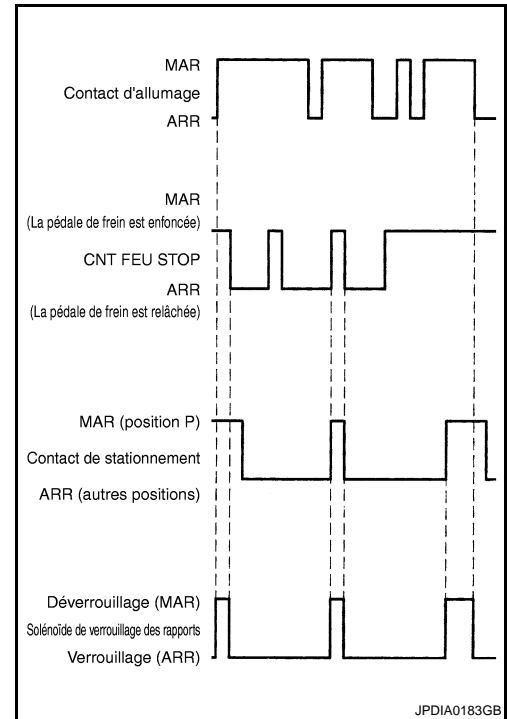 MAR
Contact d'allumage
ARR
MAR
(La pédale de frein est enfoncée)
CNT FEU STOP
ARR
(La pédale de frein est relâchée)
MAR (position P)
Contact de stationnement
ARR (autres positions)
Déverrouillage (MAR)
Solénoïde de verrouillage des rapports
Verrouillage (ARR)
JPDIA0183GB